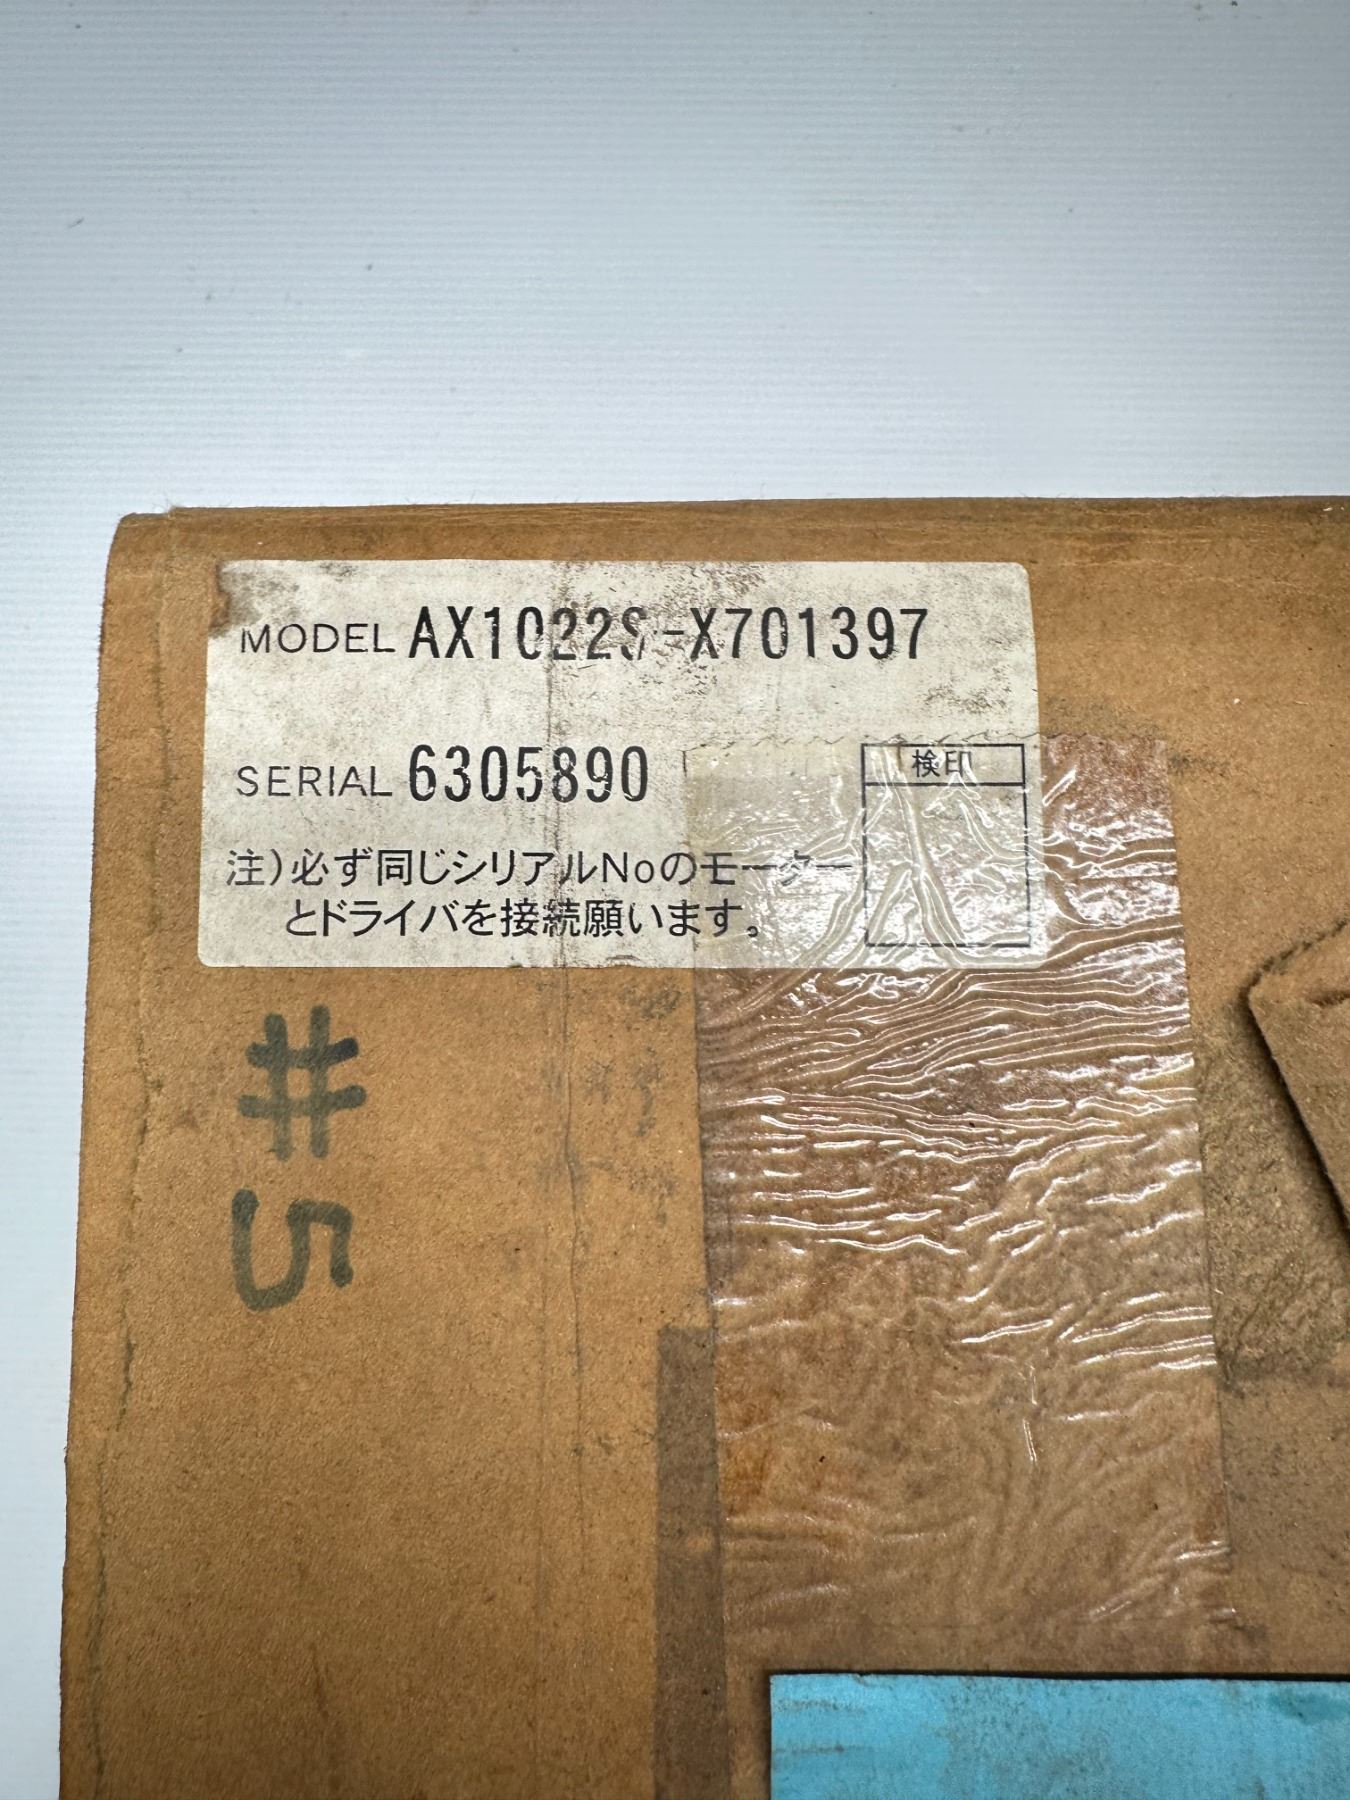 MODEL AX1022S-X701397
SERIAL 6305890
検印
注)必ず同じシリアルNoのモーター
とドライバを接続願います。
#5